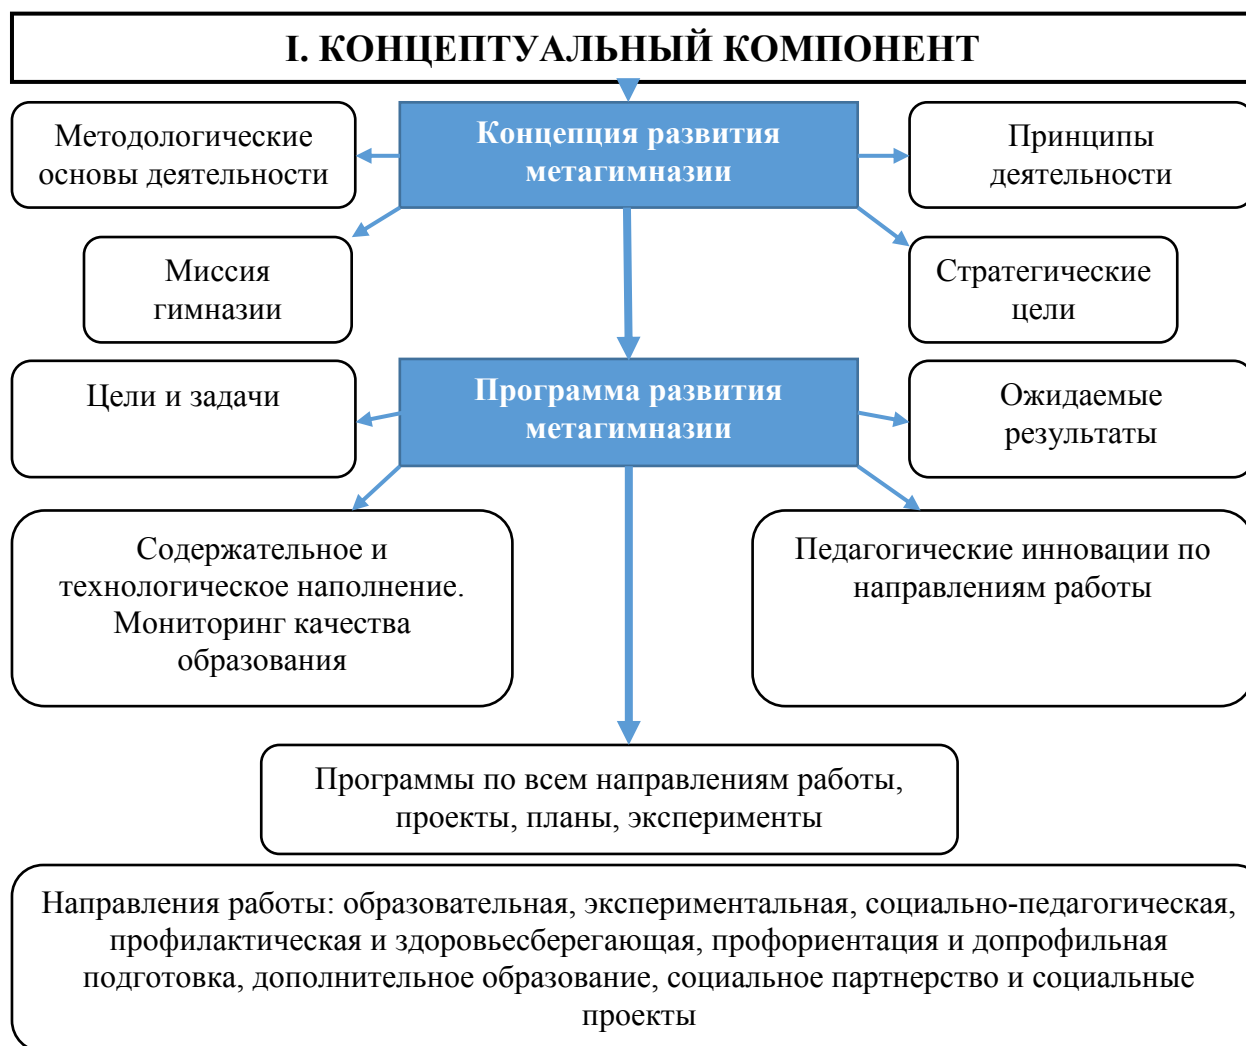 I. КОНЦЕПТУАЛЬНЫЙ КОМПОНЕНТ
Методологические
основы деятельности
Концепция развития
метагимназии
Принципы
деятельности
Миссия
гимназии
Стратегические
цели
Цели и задачи
Программа развития
метагимназии
Ожидаемые
результаты
Содержательное и
технологическое наполнение.
Мониторинг качества
образования
Педагогические инновации по
направлениям работы
Программы по всем направлениям работы,
проекты, планы, эксперименты
Направления работы: образовательная, экспериментальная, социально-педагогическая,
профилактическая и здоровьесберегающая, профориентация и допрофильная
подготовка, дополнительное образование, социальное партнерство и социальные
проекты